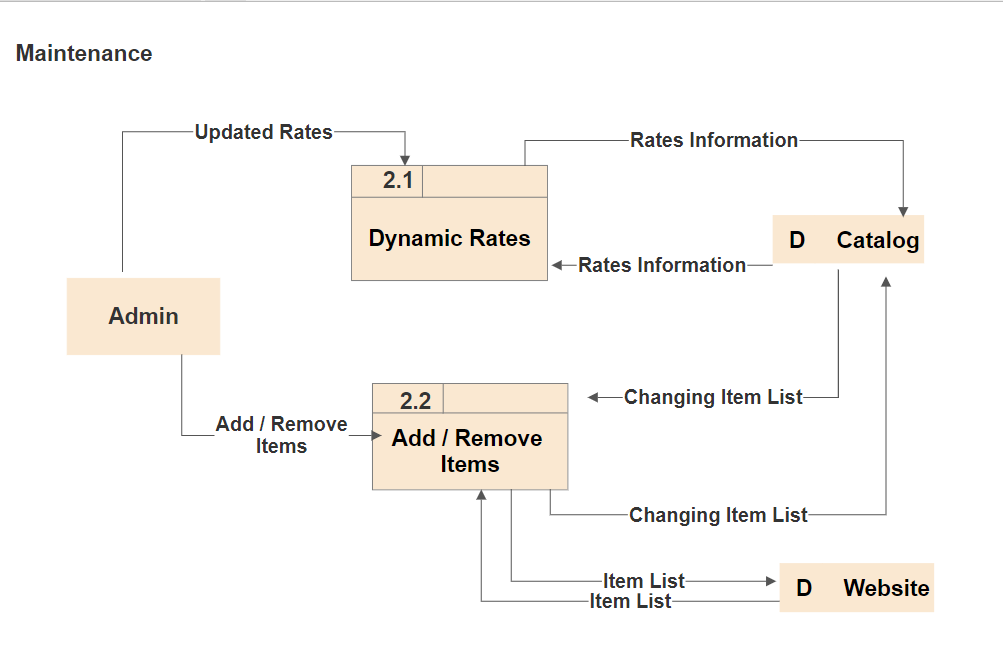 Maintenance
Updated Rates
Rates Information
2.1
Dynamic Rates
D Catalog
Rates Information
Admin
2.2
Changing Item List
Add / Remove
Items
Add / Remove
Items
Changing Item List
Item List
D Website
Item List